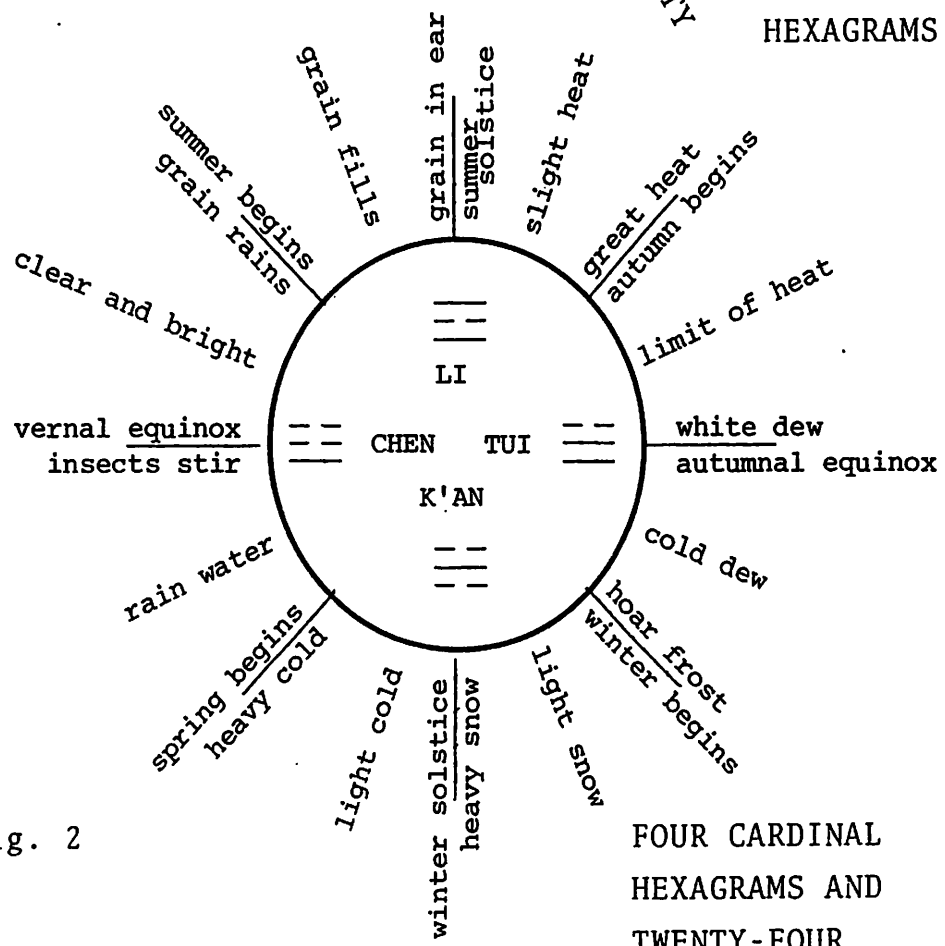 TY
HEXAGRAMS
grain in ear
summer
solstice
slight heat
great heat
autumn begins
limit of heat
white dew
autumnal equinox
cold dew
hoar frost
winter begins
light snow
heavy snow
winter solstice
light cold
heavy cold
spring begins
rain water
insects stir
vernal equinox
clear and bright
grain rains
summer begins
grain fills
LI
CHEN TUI
K'AN
g. 2
FOUR CARDINAL
HEXAGRAMS AND
TWENTY-FOUR